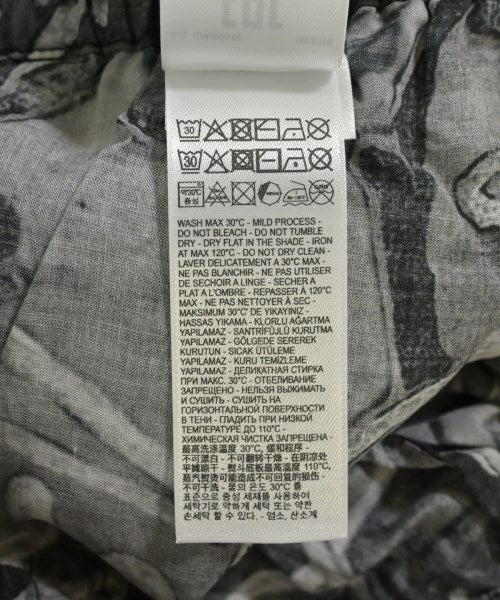 30
30
약30°C
중성
WASH MAX 30°C - MILD PROCESS -
DO NOT BLEACH - DO NOT TUMBLE
DRY - DRY FLAT IN THE SHADE - IRON
AT MAX 120°C - DO NOT DRY CLEAN -
LAVER DELICATEMENT A 30°C MAX -
NE PAS BLANCHIR - NE PAS UTILISER
DE SECHOIR A LINGE - SECHER A
PLAT A L'OMBRE - REPASSER À 120°C
MAX - NE PAS NETTOYER À SEC -
MAKSIMUM 30°C DE YIKAYINIZ -
HASSAS YIKAMA - KLORLU AĞARTMA
YAPILAMAZ - SANTRİFÜJLÜ KURUTMA
YAPILAMAZ - GÖLGEDE SEREREK
KURUTUN - SICAK ÜTÜLEME
YAPILAMAZ - KURU TEMİZLEME
YAPILAMAZ - ДЕЛИКАТНАЯ СТИРКА
ПРИ МАКС. 30°C - ОТБЕЛИВАНИЕ
ЗАПРЕЩЕНО - НЕЛЬЗЯ ВЫЖИМАТЬ
И СУШИТЬ - СУШИТЬ НА
ГОРИЗОНТАЛЬНОЙ ПОВЕРХНОСТИ
В ТЕНИ - ГЛАДИТЬ ПРИ НИЗКОЙ
ТЕМПЕРАТУРЕ ДО 110°C -
ХИМИЧЕСКАЯ ЧИСТКА ЗАПРЕЩЕНА -
最高洗涤温度 30°C, 缓和程序 -
不可漂白 - 不可翻转干燥 - 在阴凉处
平摊晾干 - 熨斗底板最高温度 110°C,
蒸汽熨烫可能造成不可回复的损伤 -
不可干洗 - 물의 온도 30°C 를
표준으로 중성 세제를 사용하여
세탁기로 약하게 세탁 또는 약한
손세탁 할 수 있다 - 염소, 산소계